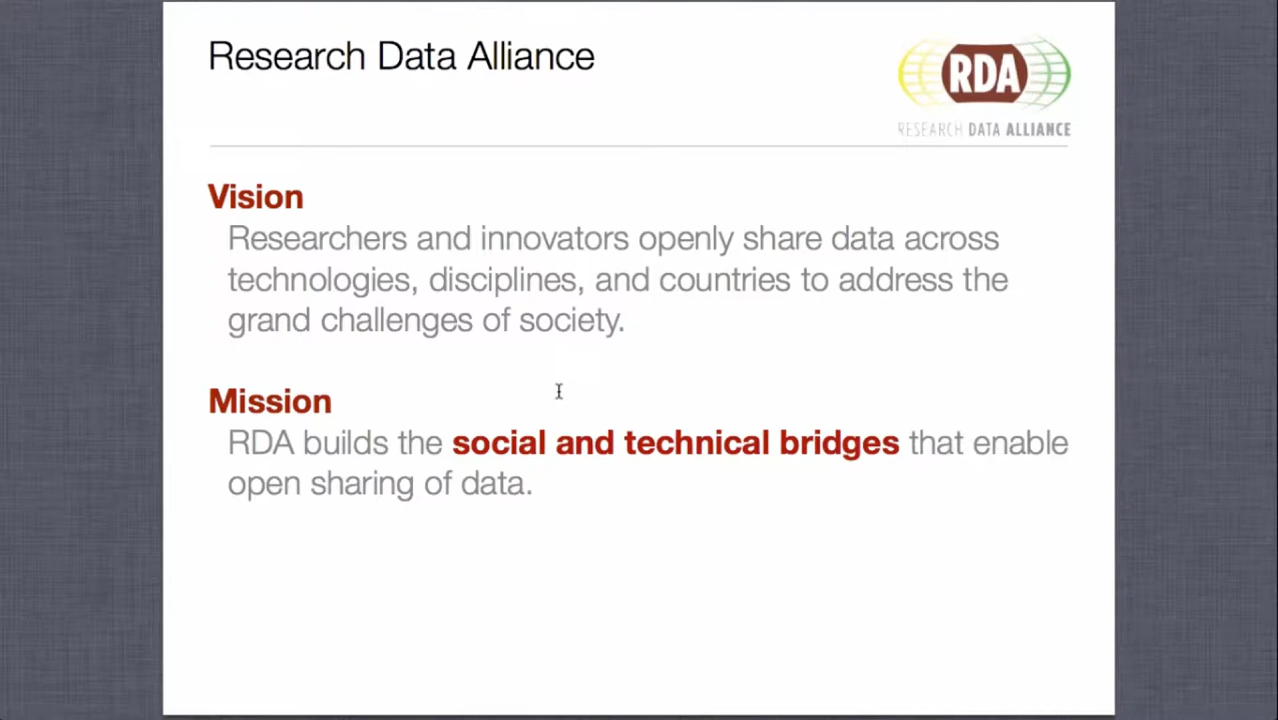 Research Data Alliance
RDA
RESEARCH DATA ALLIANCE
Vision
Researchers and innovators openly share data across
technologies, disciplines, and countries to address the
grand challenges of society.
Mission
RDA builds the social and technical bridges that enable
open sharing of data.